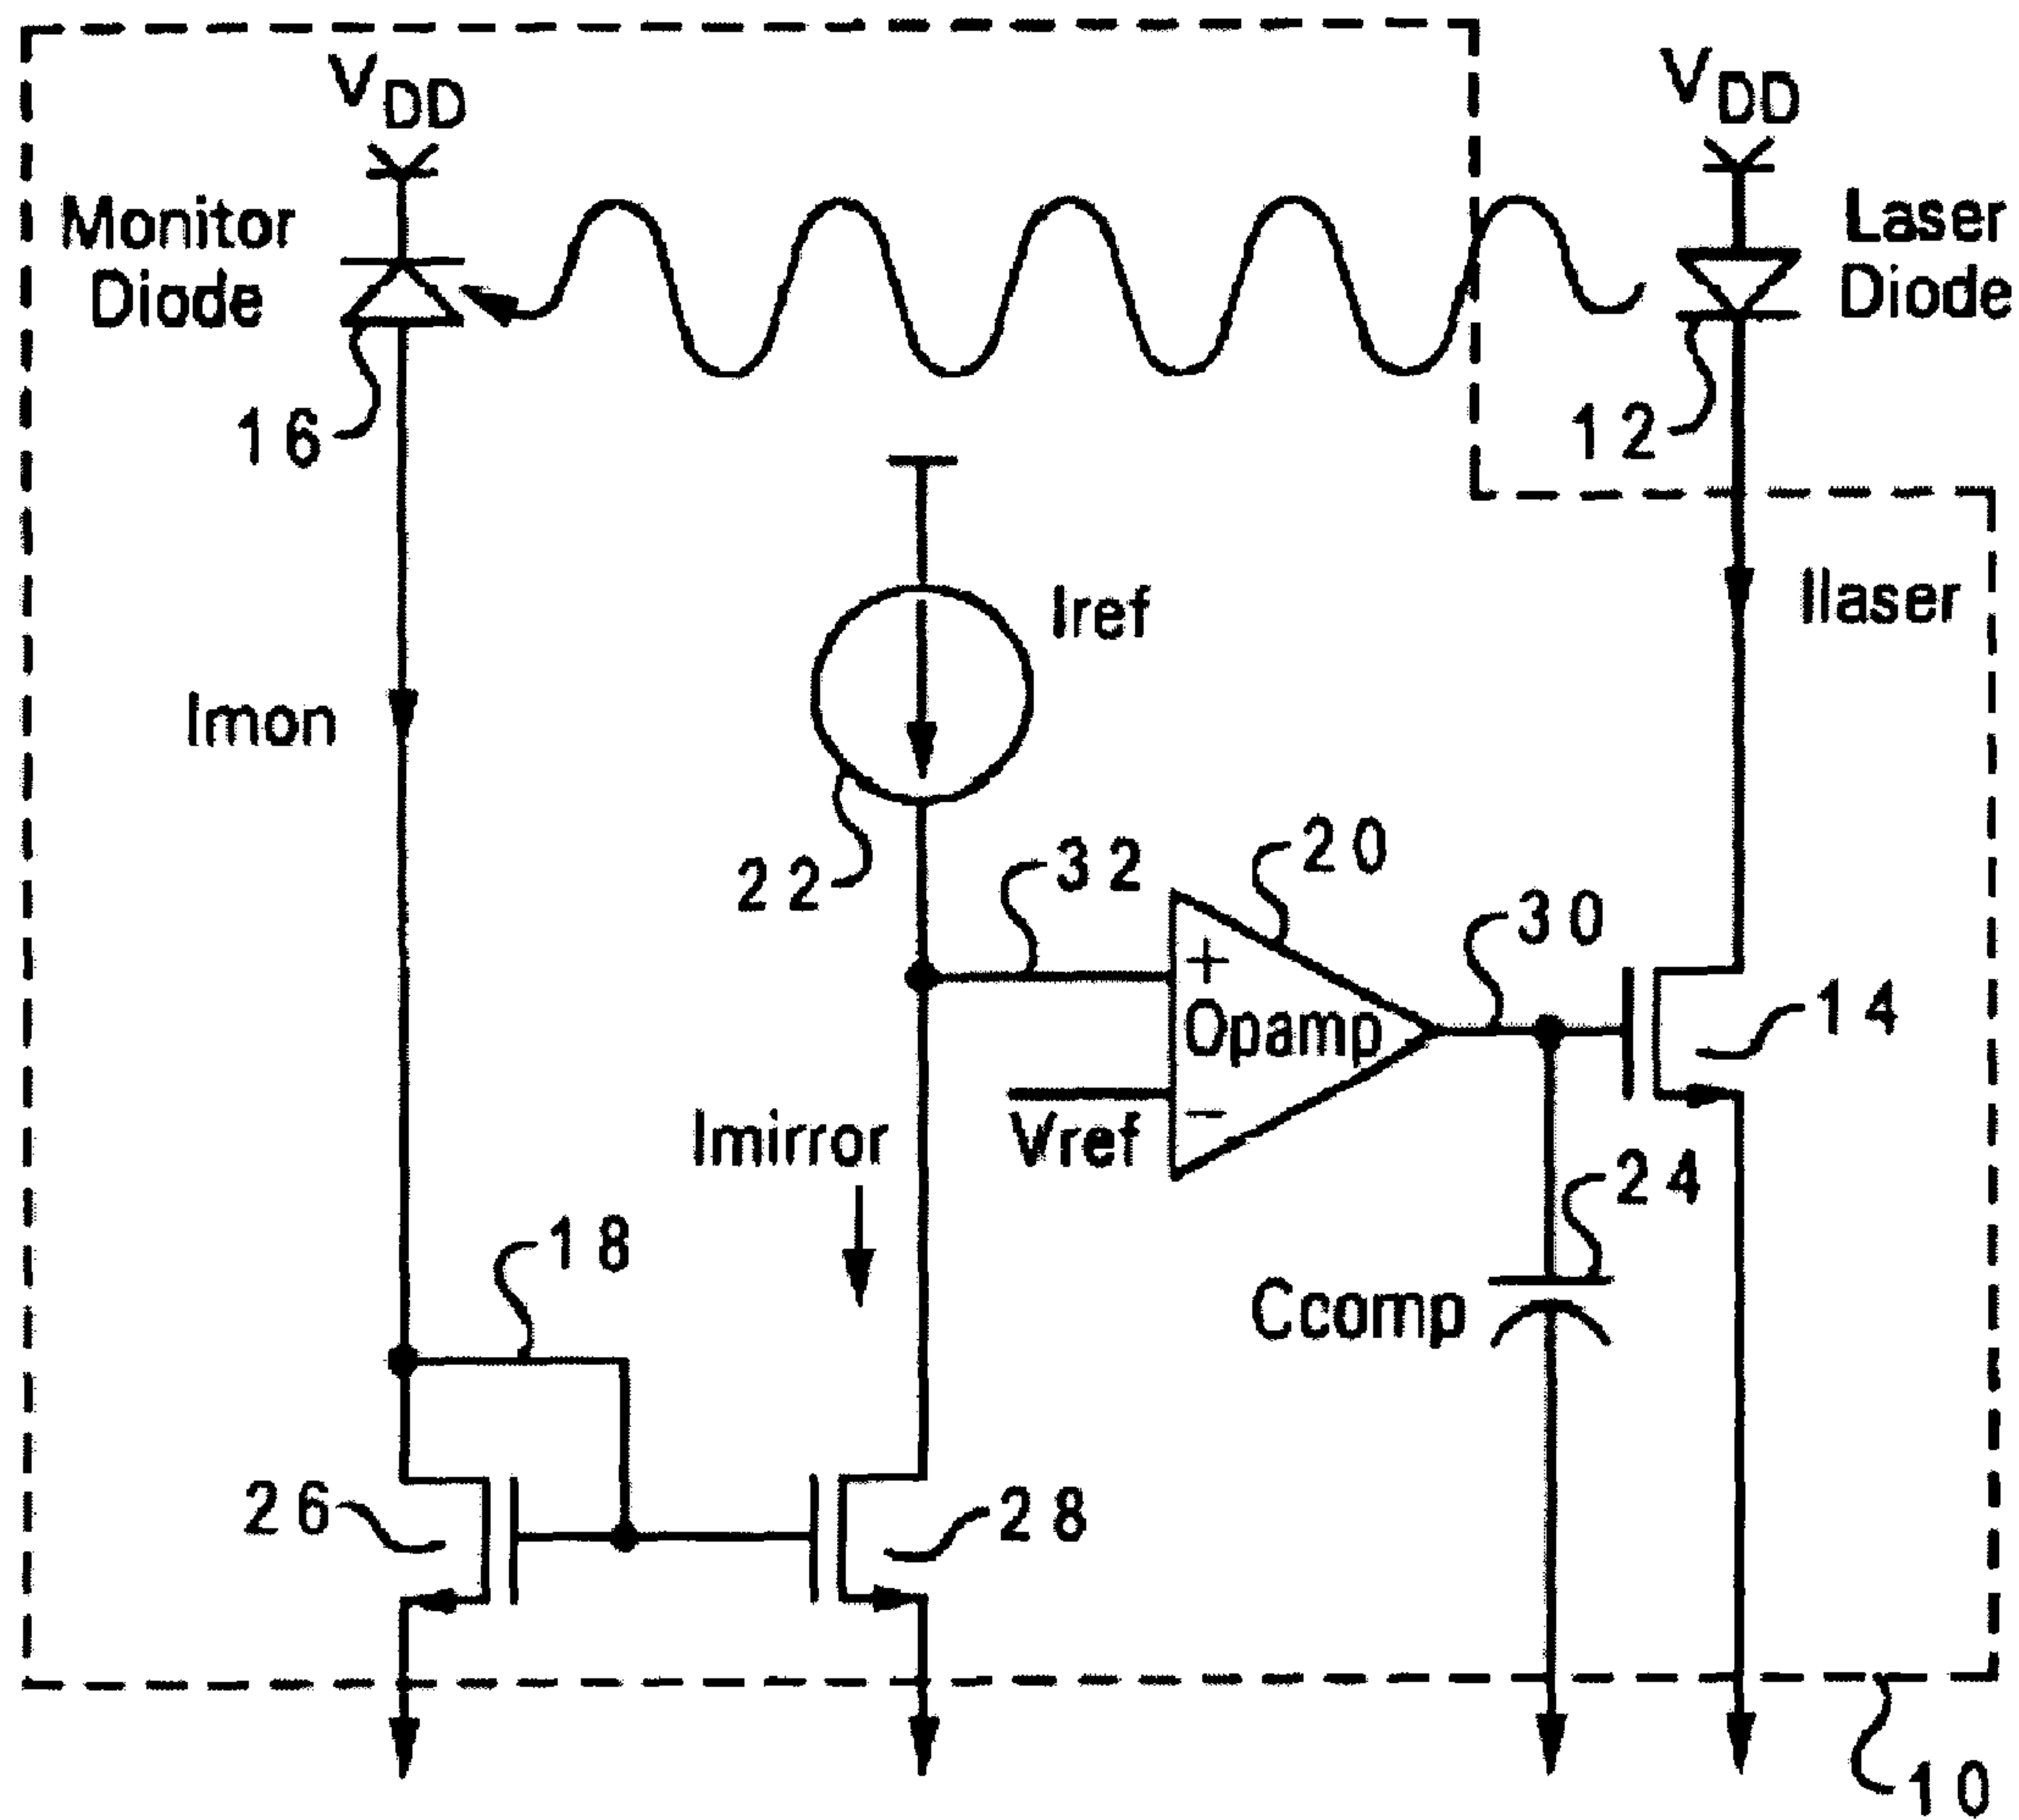 VDD
VDD
Monitor
Diode
Laser
Diode
16
12
Iref
Ilaser
Imon
22
32
20
30
+
Opamp
14
Imirror
Vref
−
24
18
Ccomp
26
28
10